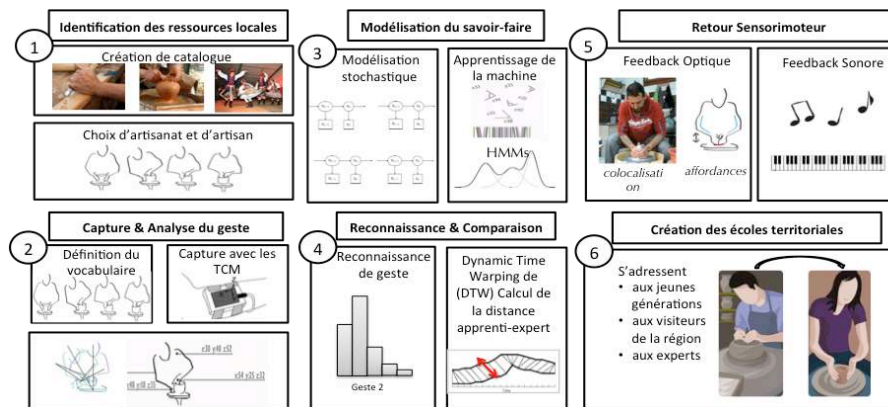 Identification des ressources locales
1
Création de catalogue
Choix d'artisanat et d'artisan
Capture & Analyse du geste
2
Définition du
vocabulaire
Capture avec les
TCM
Modélisation du savoir-faire
3
Modélisation
stochastique
Apprentissage de
la machine
HMMs
Reconnaissance & Comparaison
4
Reconnaissance
de geste
Geste 2
Dynamic Time
Warping de
(DTW) Calcul de
la distance
apprenti-expert
Retour Sensorimoteur
5
Feedback Optique
colocalisati
on
affordances
Feedback Sonore
Création des écoles territoriales
6
S'adressent
• aux jeunes
générations
• aux visiteurs
de la région
• aux experts